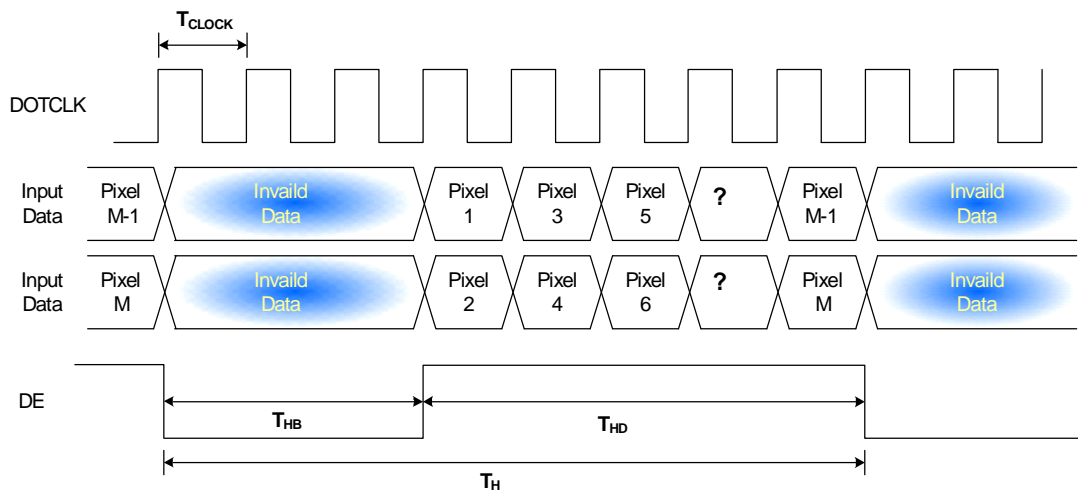 TCLOCK
DOTCLK
Input Data
Pixel M-1
Invaild Data
Pixel 1
Pixel 3
Pixel 5
?
Pixel M-1
Invaild Data
Input Data
Pixel M
Invaild Data
Pixel 2
Pixel 4
Pixel 6
?
Pixel M
Invaild Data
DE
THB
THD
TH